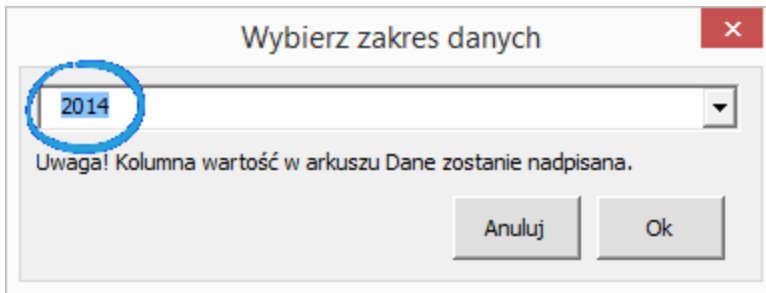 Wybierz zakres danych
2014
Uwaga! Kolumna wartość w arkuszu Dane zostanie nadpisana.
Anuluj Ok